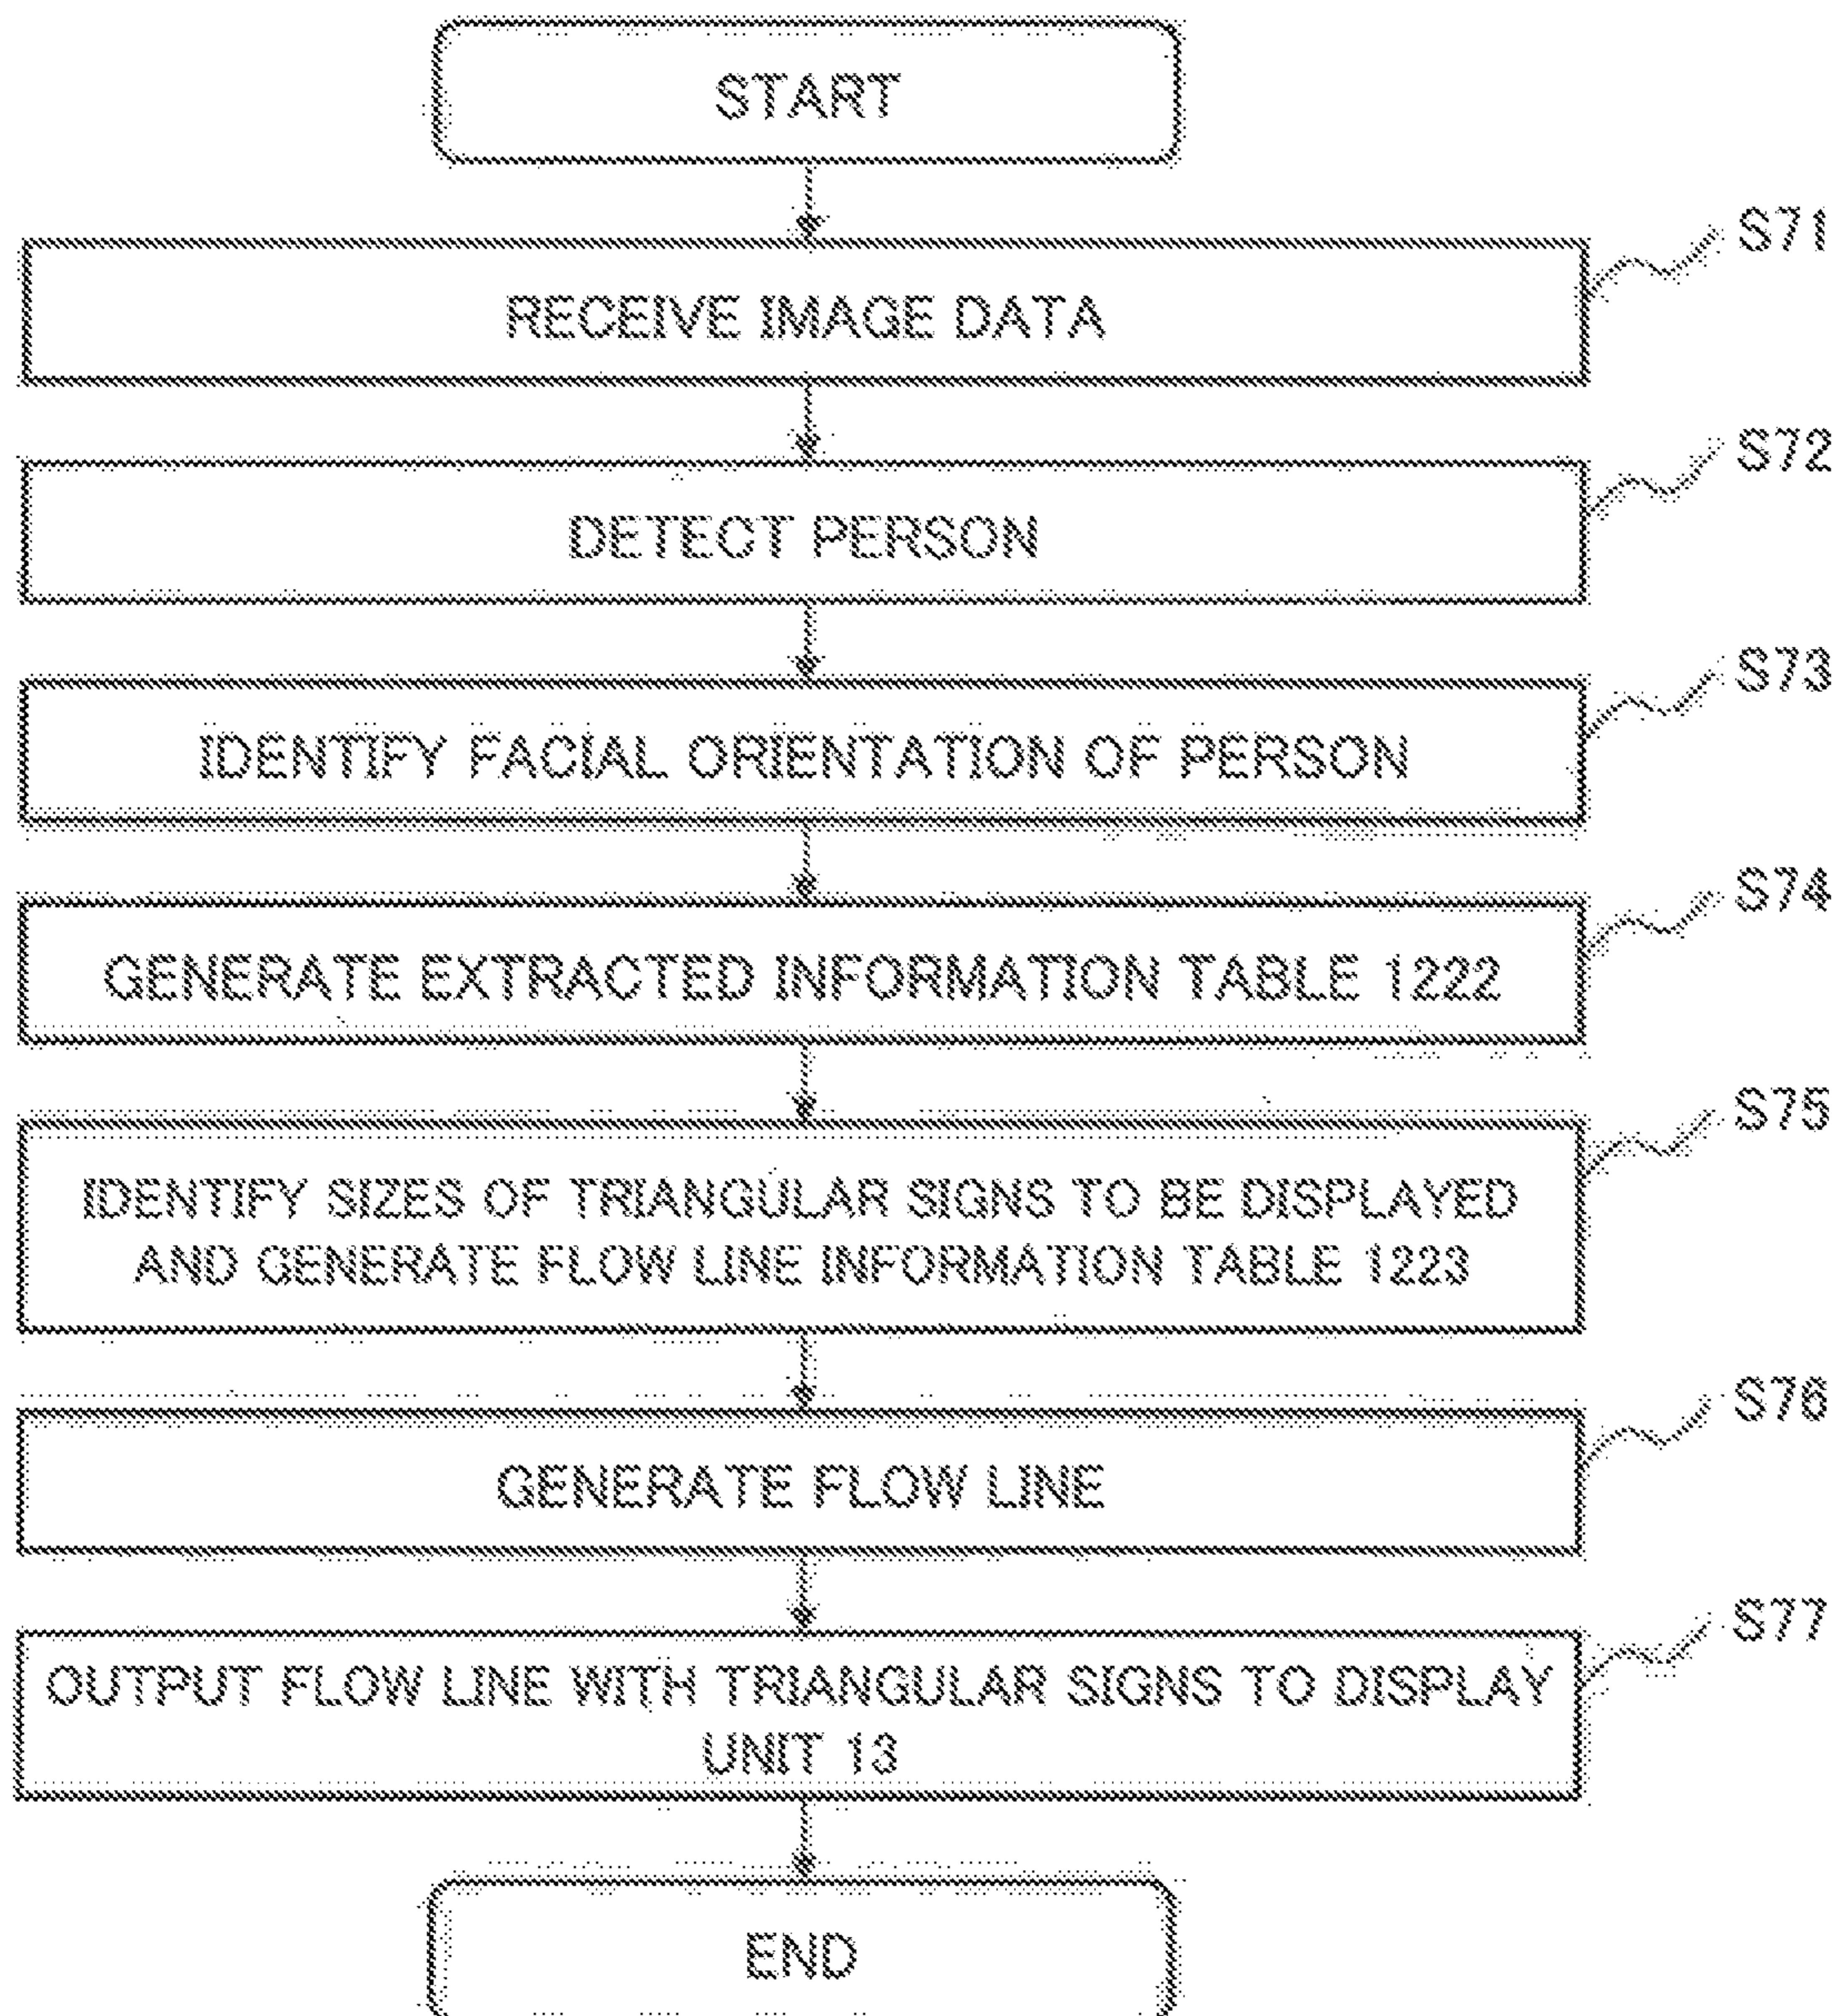 START
S71
RECEIVE IMAGE DATA
S72
DETECT PERSON
S73
IDENTIFY FACIAL ORIENTATION OF PERSON
S74
GENERATE EXTRACTED INFORMATION TABLE 1222
S75
IDENTIFY SIZES OF TRIANGULAR SIGNS TO BE DISPLAYED
AND GENERATE FLOW LINE INFORMATION TABLE 1223
S76
GENERATE FLOW LINE
S77
OUTPUT FLOW LINE WITH TRIANGULAR SIGNS TO DISPLAY
UNIT 13
END